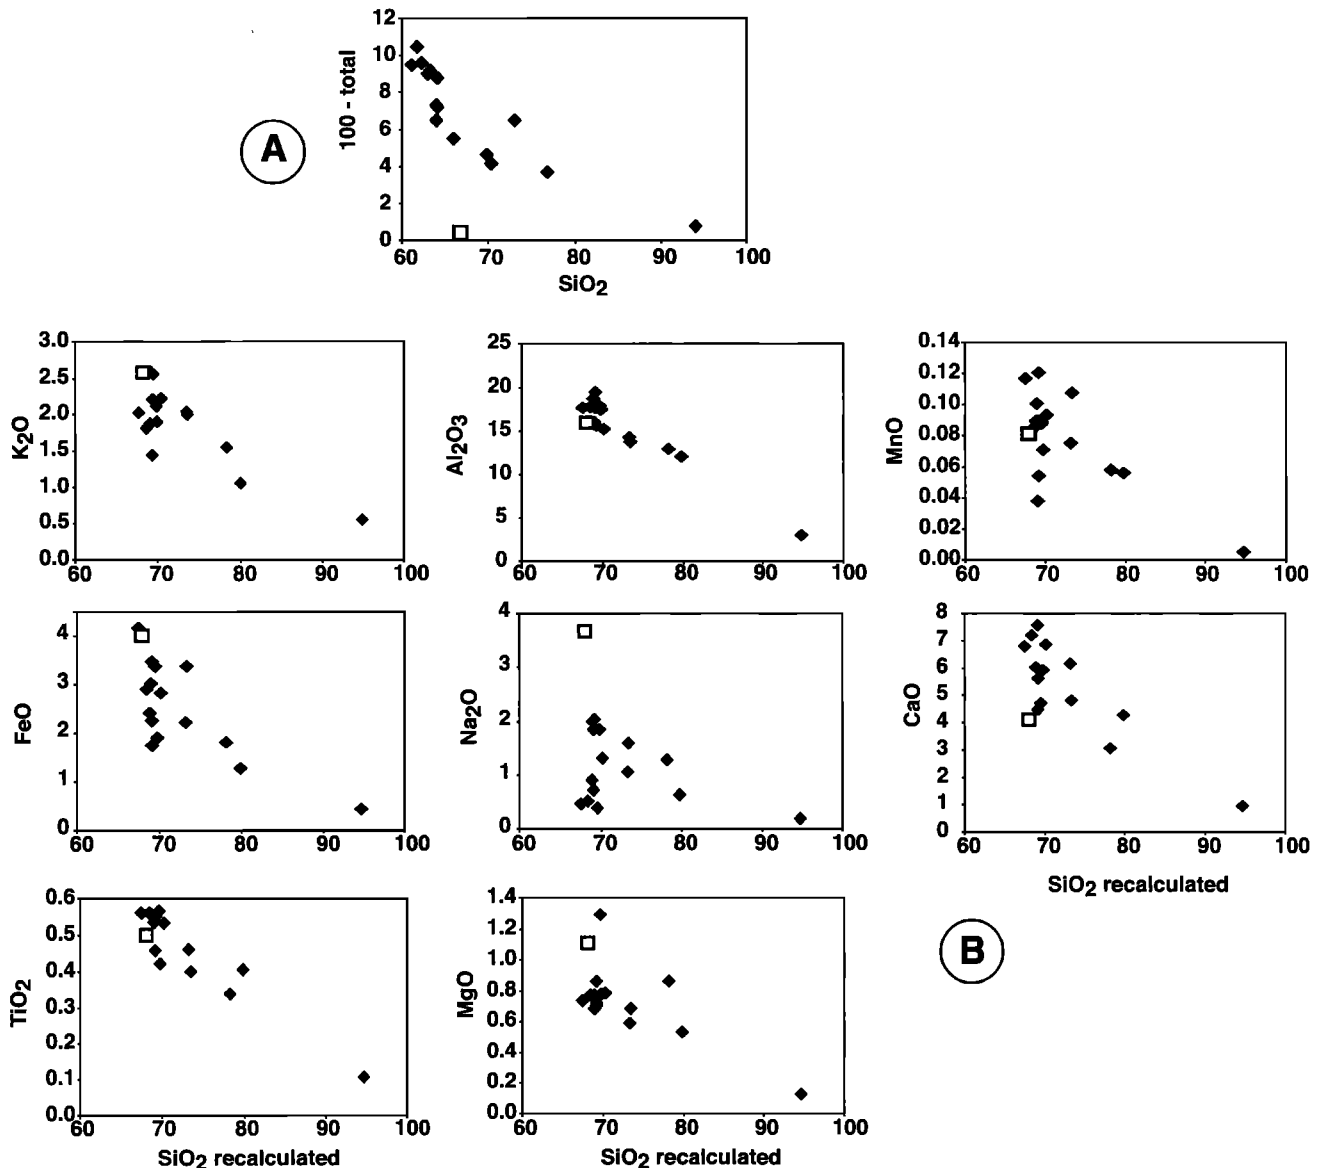 A
100 - total
12
10
8
6
4
2
0
60 70 80 90 100
SiO2
K2O
3.0
2.5
2.0
1.5
1.0
0.5
0.0
60 70 80 90 100
Al2O3
25
20
15
10
5
0
60 70 80 90 100
MnO
0.14
0.12
0.10
0.08
0.06
0.04
0.02
0.00
60 70 80 90 100
FeO
4
3
2
1
0
60 70 80 90 100
Na2O
4
3
2
1
0
60 70 80 90 100
CaO
8
7
6
5
4
3
2
1
0
60 70 80 90 100
SiO2 recalculated
B
TiO2
0.6
0.5
0.4
0.3
0.2
0.1
0.0
60 70 80 90 100
SiO2 recalculated
MgO
1.4
1.2
1.0
0.8
0.6
0.4
0.2
0.0
60 70 80 90 100
SiO2 recalculated